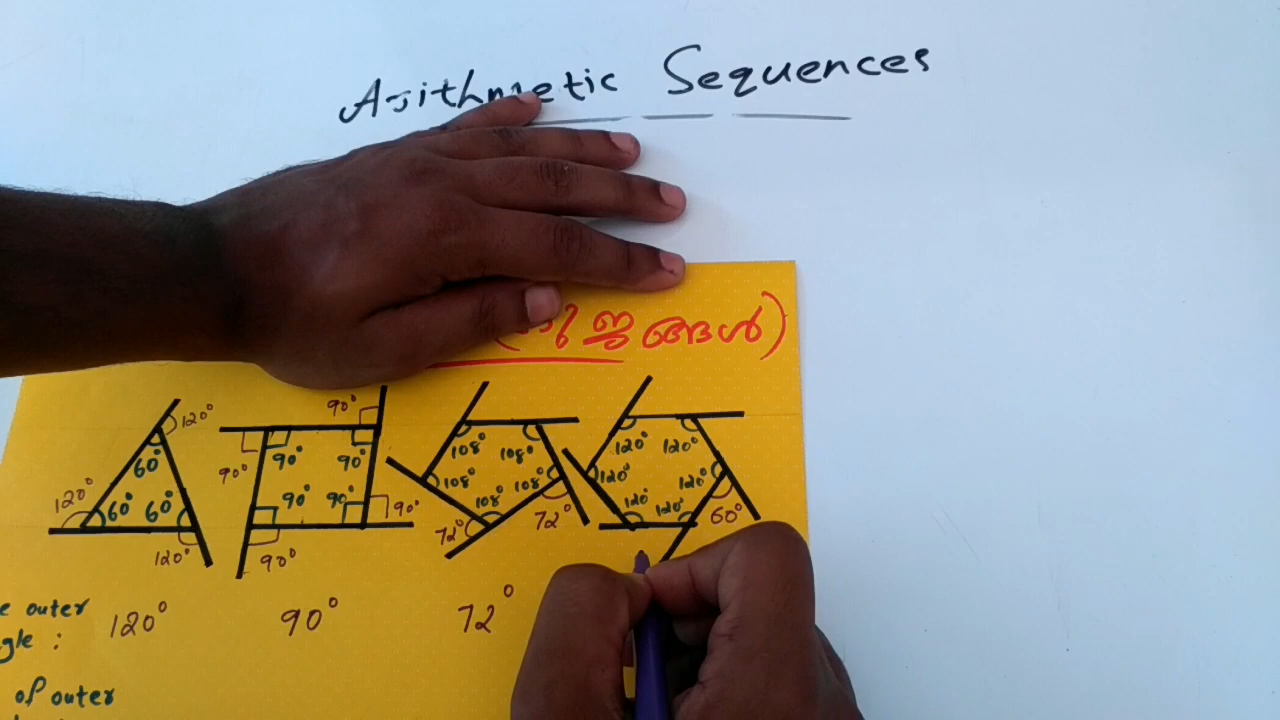 Arithmetic Sequences
ങ്ങൾ)
120° 90°
60° 90° 90° 108° 108° 120° 120°
90° 108° 108° 120° 120°
120° 60° 60° 90° 90° 90° 108° 120° 120°
72° 72° 60°
120° 90°
e outer 120° 90° 72°
gle :
of outer